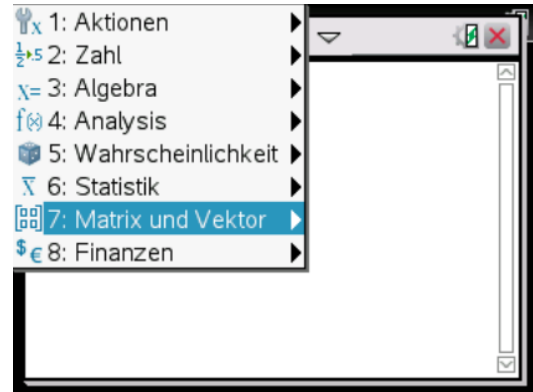 1: Aktionen
2: Zahl
3: Algebra
4: Analysis
5: Wahrscheinlichkeit
6: Statistik
7: Matrix und Vektor
8: Finanzen